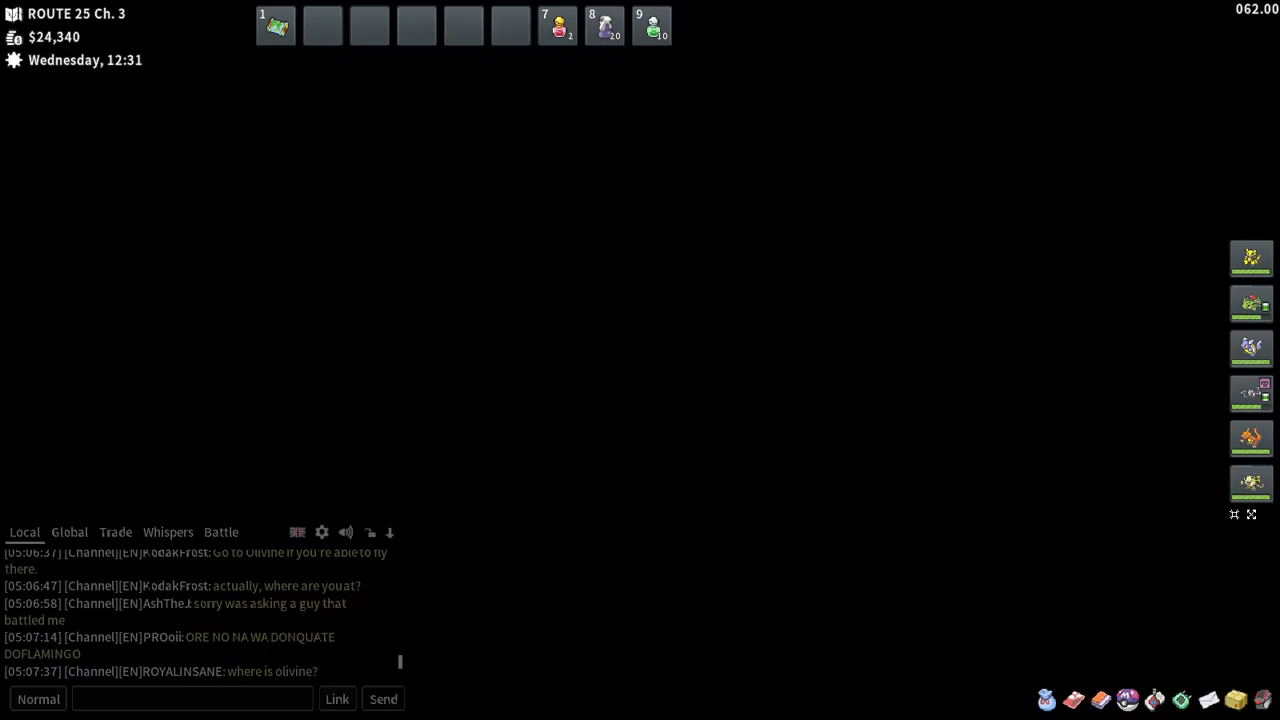 ROUTE 25 Ch. 3
$24,340
Wednesday, 12:31
1
7
2
8
20
9
10
062.00
Local Global Trade Whispers Battle
[05:06:37] [Channel][EN]KodakFrost: Go to Olivine if you're able to fly
there.
[05:06:47] [Channel][EN]KodakFrost: actually, where are you at?
[05:06:58] [Channel][EN]AshTheJ: sorry was asking a guy that
battled me
[05:07:14] [Channel][EN]PROoii: ORE NO NA WA DONQUATE
DOFLAMINGO
[05:07:37] [Channel][EN]ROYALINSANE: where is olivine?
Normal Link Send